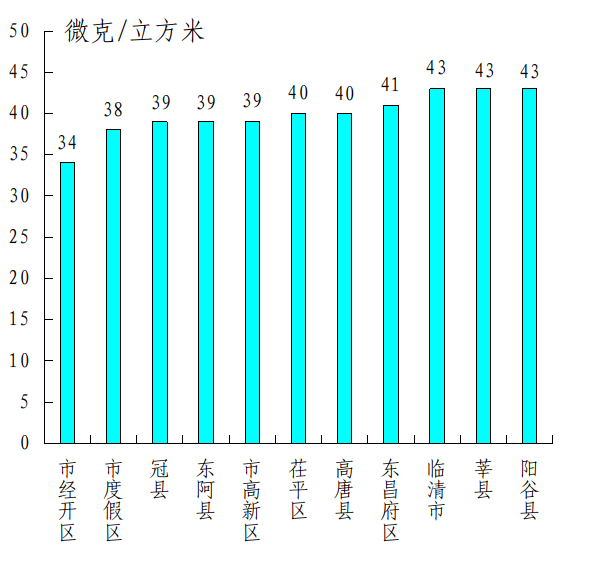 微克/立方米
50
45
40
35
30
25
20
15
10
5
0
34
38
39
39
39
40
40
41
43
43
43
市经开区
市度假区
冠县
东阿县
市高新区
茌平区
高唐县
东昌府区
临清市
莘县
阳谷县